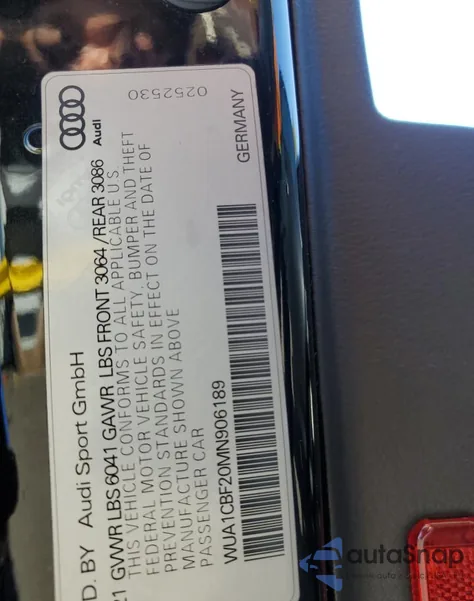 Audi
0252530
D. BY Audi Sport GmbH
21 GVWR LBS 6041 GAWR LBS FRONT 3064 / REAR 3086
THIS VEHICLE CONFORMS TO ALL APPLICABLE U.S.
FEDERAL MOTOR VEHICLE SAFETY, BUMPER AND THEFT
PREVENTION STANDARDS IN EFFECT ON THE DATE OF
MANUFACTURE SHOWN ABOVE
PASSENGER CAR
WUA1CBF20MN906189
GERMANY
autoSnap